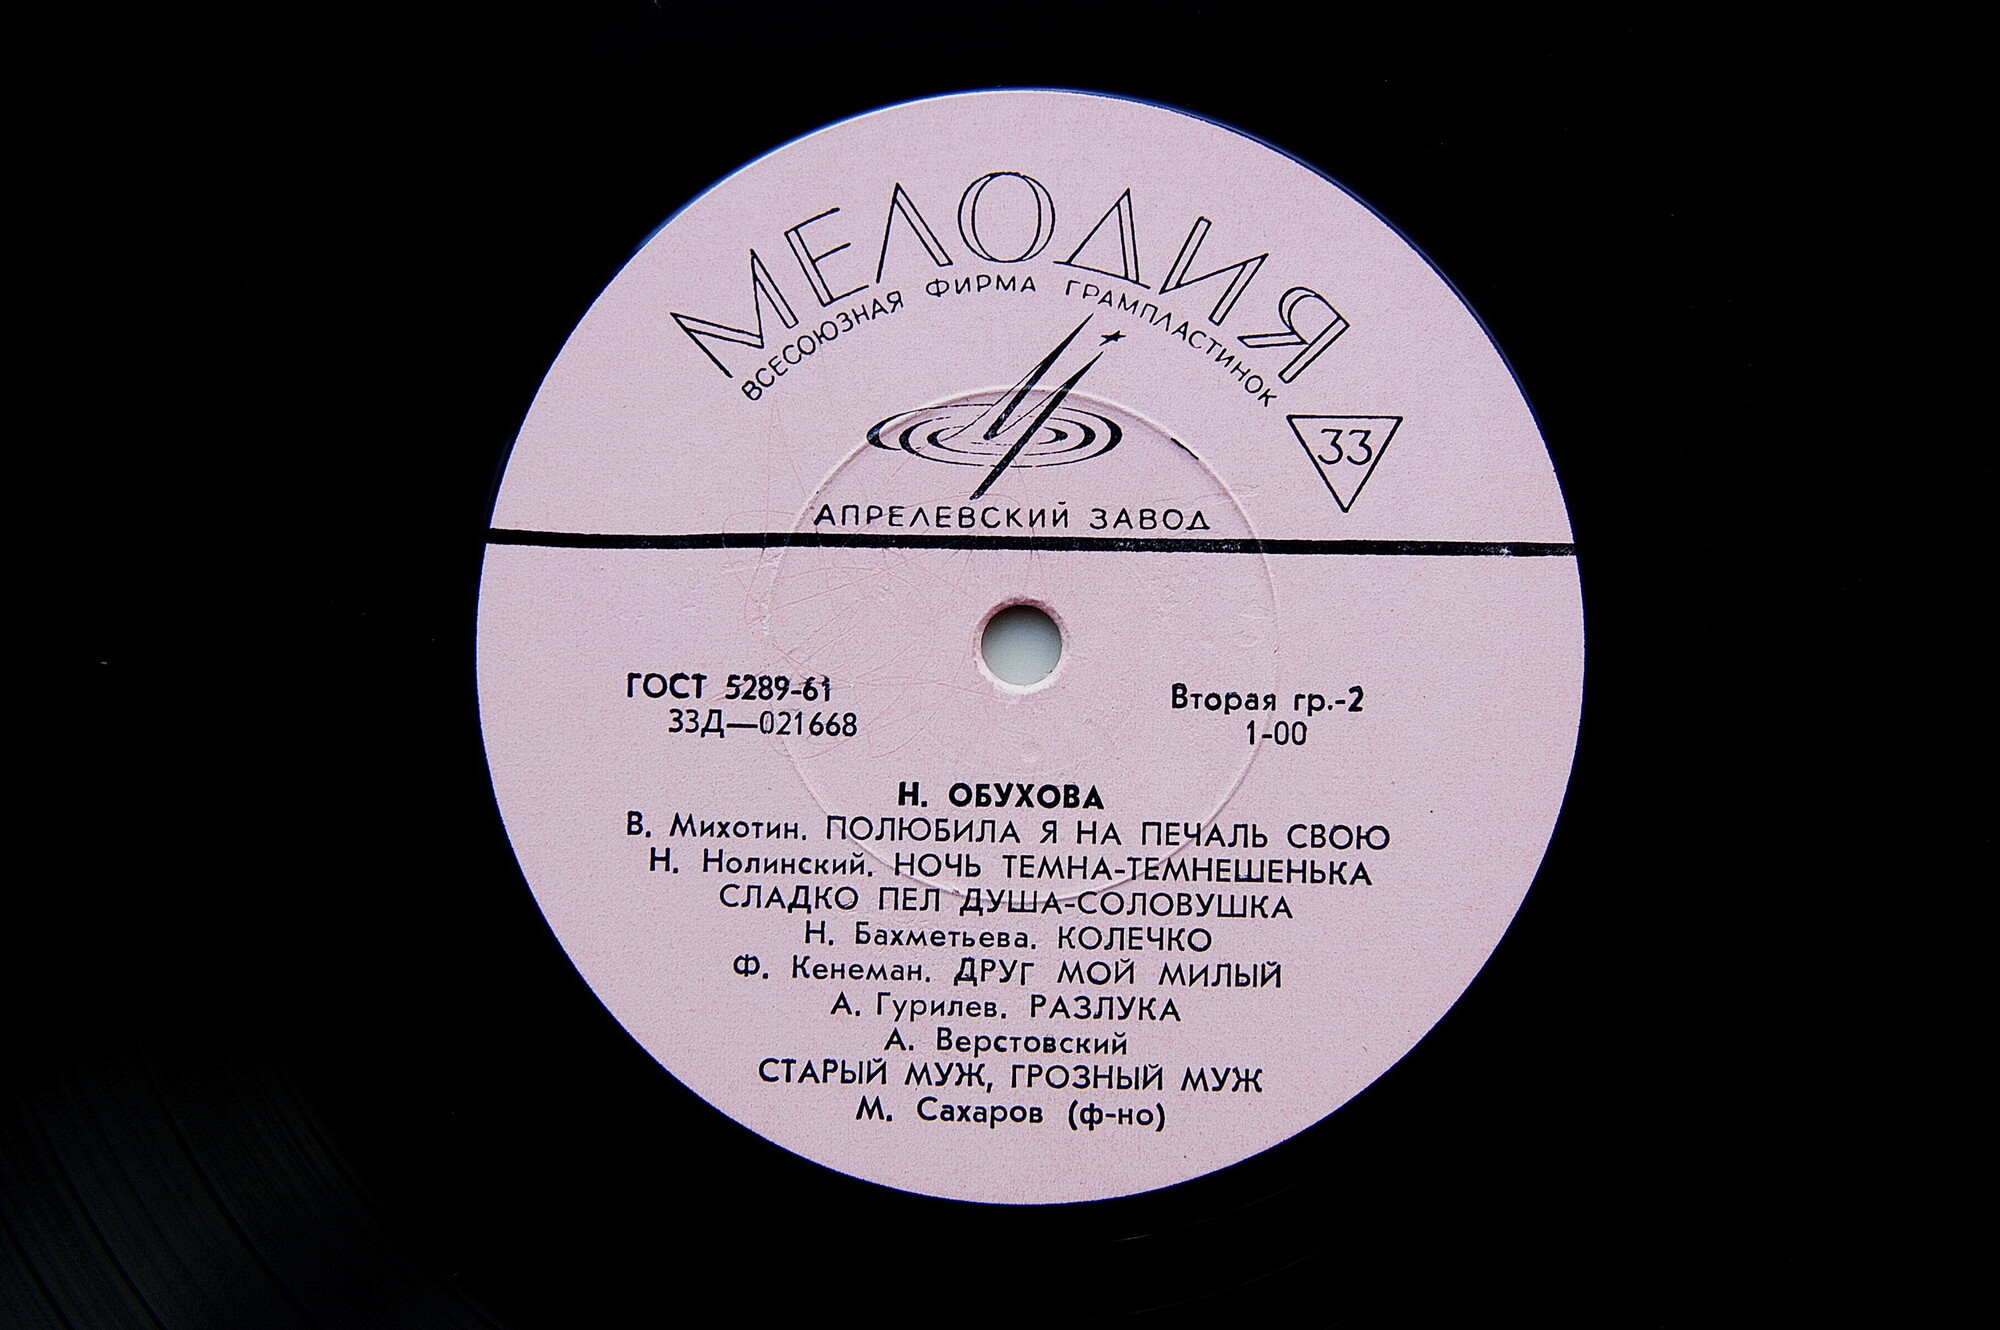 МЕЛОДИЯ
ВСЕСОЮЗНАЯ ФИРМА ГРАМПЛАСТИНОК
33
АПРЕЛЕВСКИЙ ЗАВОД
ГОСТ 5289-61
33Д—021668
Вторая гр.-2
1-00
Н. ОБУХОВА
В. Михотин. ПОЛЮБИЛА Я НА ПЕЧАЛЬ СВОЮ
Н. Нолинский. НОЧЬ ТЕМНА-ТЕМНЕШЕНЬКА
СЛАДКО ПЕЛ ДУША-СОЛОВУШКА
Н. Бахметьева. КОЛЕЧКО
Ф. Кенеман. ДРУГ МОЙ МИЛЫЙ
А. Гурилев. РАЗЛУКА
А. Верстовский
СТАРЫЙ МУЖ, ГРОЗНЫЙ МУЖ
М. Сахаров (ф-но)